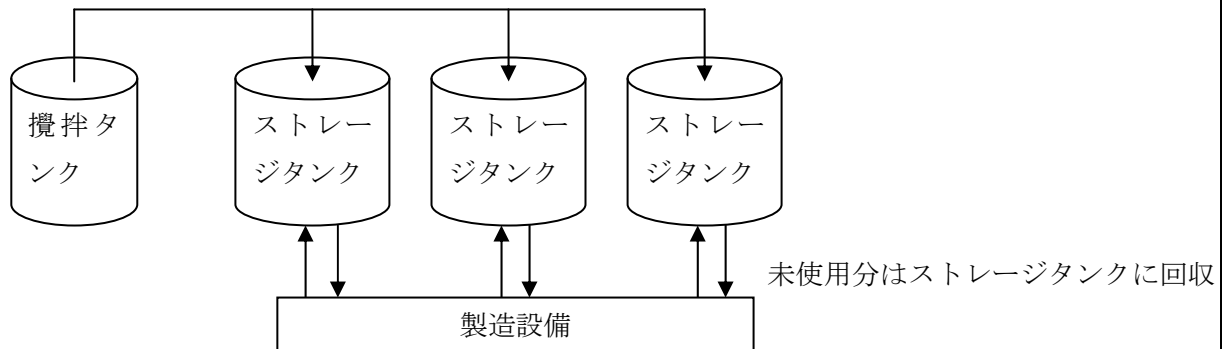 攪拌タ
ンク
ストレー
ジタンク
ストレー
ジタンク
ストレー
ジタンク
未使用分はストレージタンクに回収
製造設備